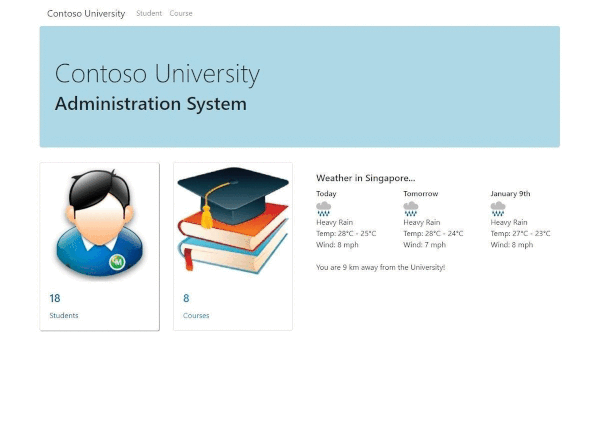 Contoso University Student Course
Contoso University
Administration System
18
Students
8
Courses
Weather in Singapore...
Today Tomorrow January 9th
Heavy Rain Heavy Rain Heavy Rain
Temp: 28°C - 25°C Temp: 28°C - 24°C Temp: 27°C - 23°C
Wind: 8 mph Wind: 7 mph Wind: 8 mph
You are 9 km away from the University!